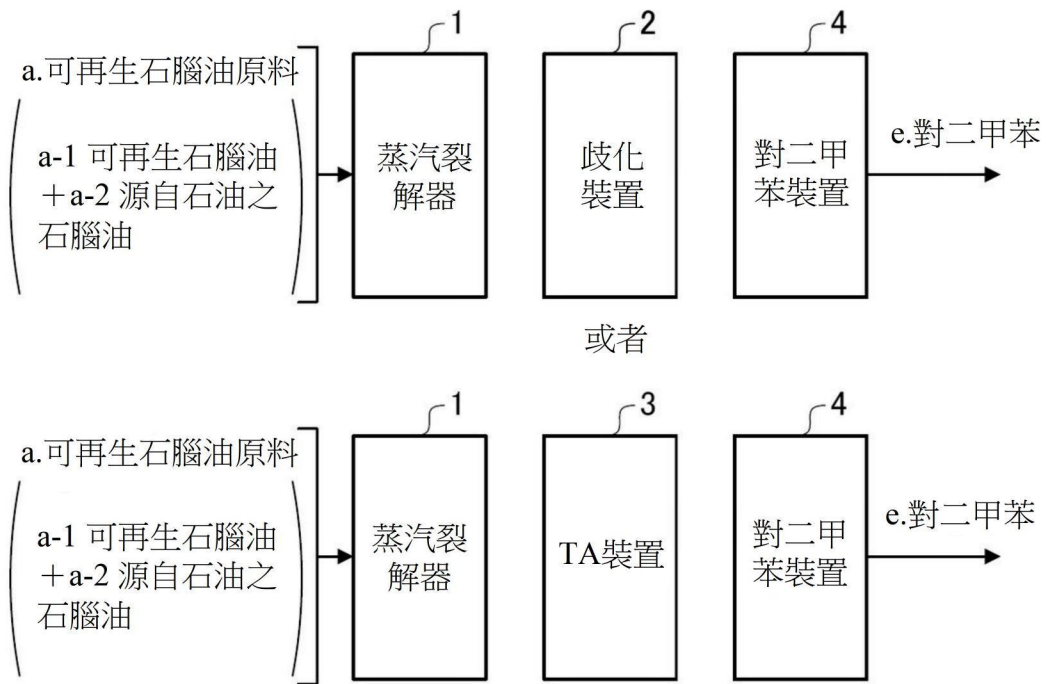 1
2
4
a.可再生石腦油原料
a-1 可再生石腦油
＋a-2 源自石油之
石腦油
蒸汽裂
解器
歧化
裝置
對二甲
苯裝置
e.對二甲苯
或者
1
3
4
a.可再生石腦油原料
a-1 可再生石腦油
＋a-2 源自石油之
石腦油
蒸汽裂
解器
TA裝置
對二甲
苯裝置
e.對二甲苯